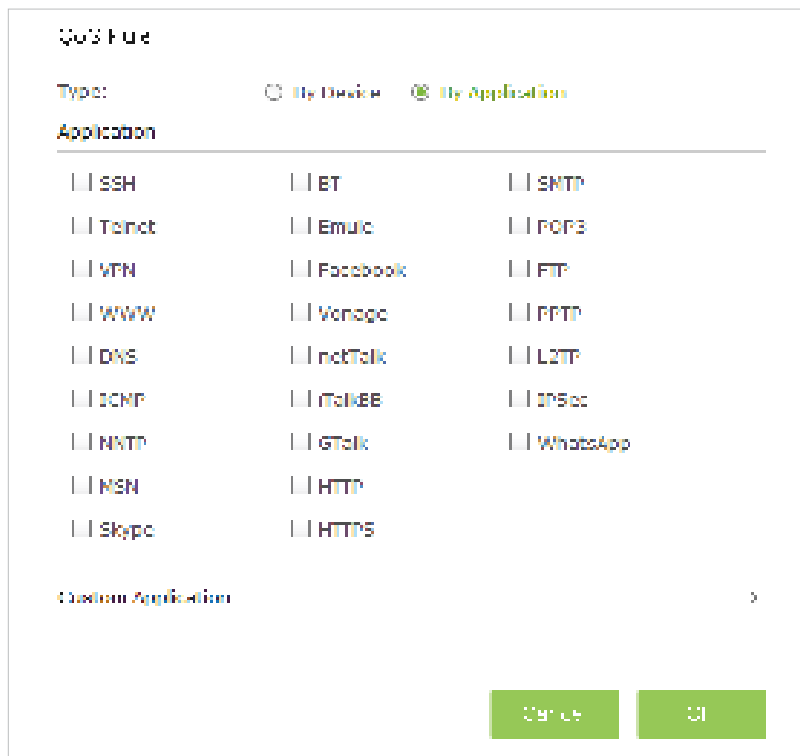 QoS Rule
Type: By Device By Application
Application
SSH BT SMTP
Telnet Emule POP3
VPN Facebook FTP
WWW Vonage PPTP
DNS netTalk L2TP
ICMP iTalkBB IPSec
NNTP GTalk WhatsApp
MSN HTTP
Skype HTTPS
Custom Application >
Cancel OK